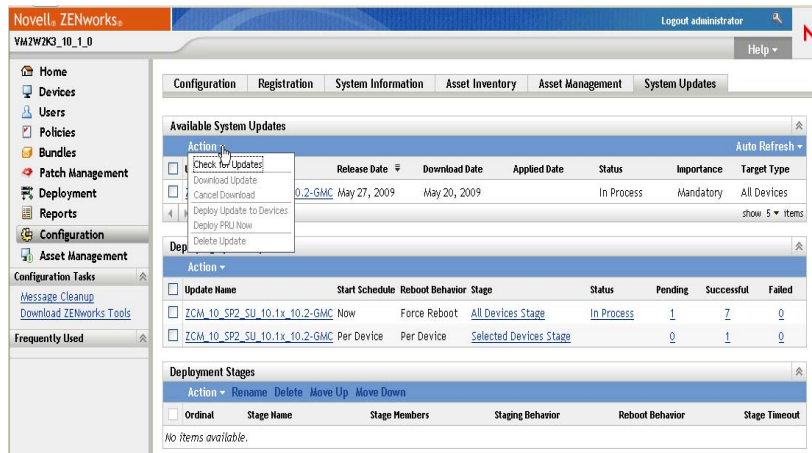 Novell® ZENworks®
Logout administrator
VM2W2K3_10_1_0
N
Help
Home
Devices
Users
Policies
Bundles
Patch Management
Deployment
Reports
Configuration
Asset Management
Configuration Tasks
Message Cleanup
Download ZENworks Tools
Frequently Used
Configuration Registration System Information Asset Inventory Asset Management System Updates
Available System Updates
Action Auto Refresh
Release Date Download Date Applied Date Status Importance Target Type
10.2-GMC May 27, 2009 May 20, 2009 In Process Mandatory All Devices
show 5 items
Check for Updates
Download Update
Cancel Download
Deploy Update to Devices
Deploy PRU Now
Delete Update
Action
Update Name Start Schedule Reboot Behavior Stage Status Pending Successful Failed
ZCM_10_SP2_SU_10.1x_10.2-GMC Now Force Reboot All Devices Stage In Process 1 7 0
ZCM_10_SP2_SU_10.1x_10.2-GMC Per Device Per Device Selected Devices Stage 0 1 0
Deployment Stages
Action Rename Delete Move Up Move Down
Ordinal Stage Name Stage Members Staging Behavior Reboot Behavior Stage Timeout
No items available.